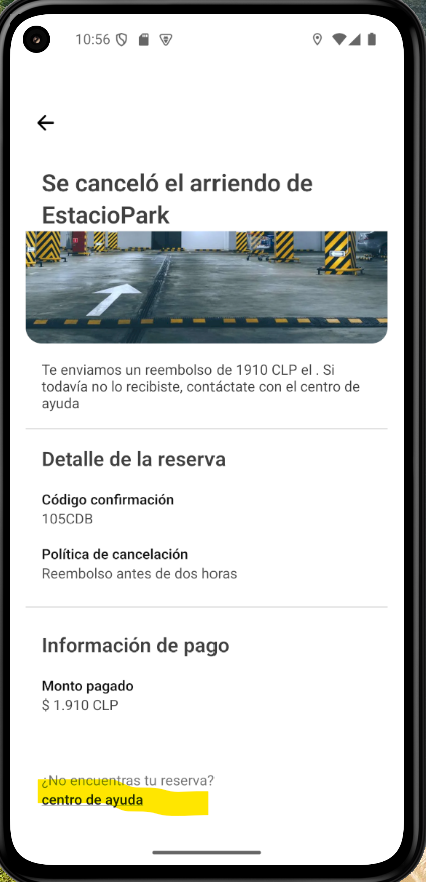 10:56
Se canceló el arriendo de
EstacioPark
Te enviamos un reembolso de 1910 CLP el . Si
todavía no lo recibiste, contáctate con el centro de
ayuda
Detalle de la reserva
Código confirmación
105CDB
Política de cancelación
Reembolso antes de dos horas
Información de pago
Monto pagado
$ 1.910 CLP
¿No encuentras tu reserva?
centro de ayuda